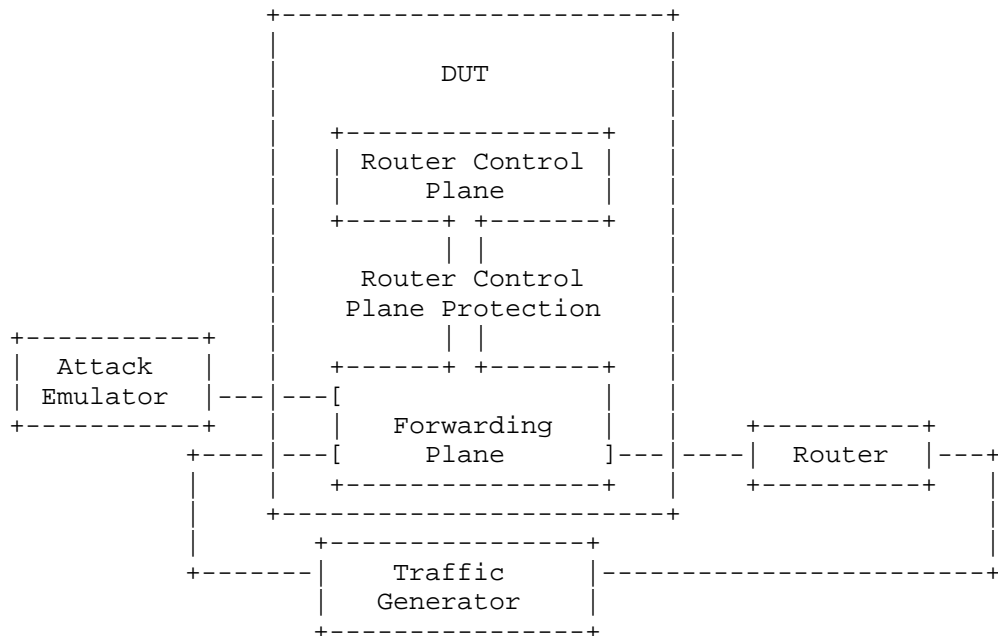 DUT
Router Control
Plane
Router Control
Plane Protection
Attack
Emulator
Forwarding
Plane
Router
Traffic
Generator